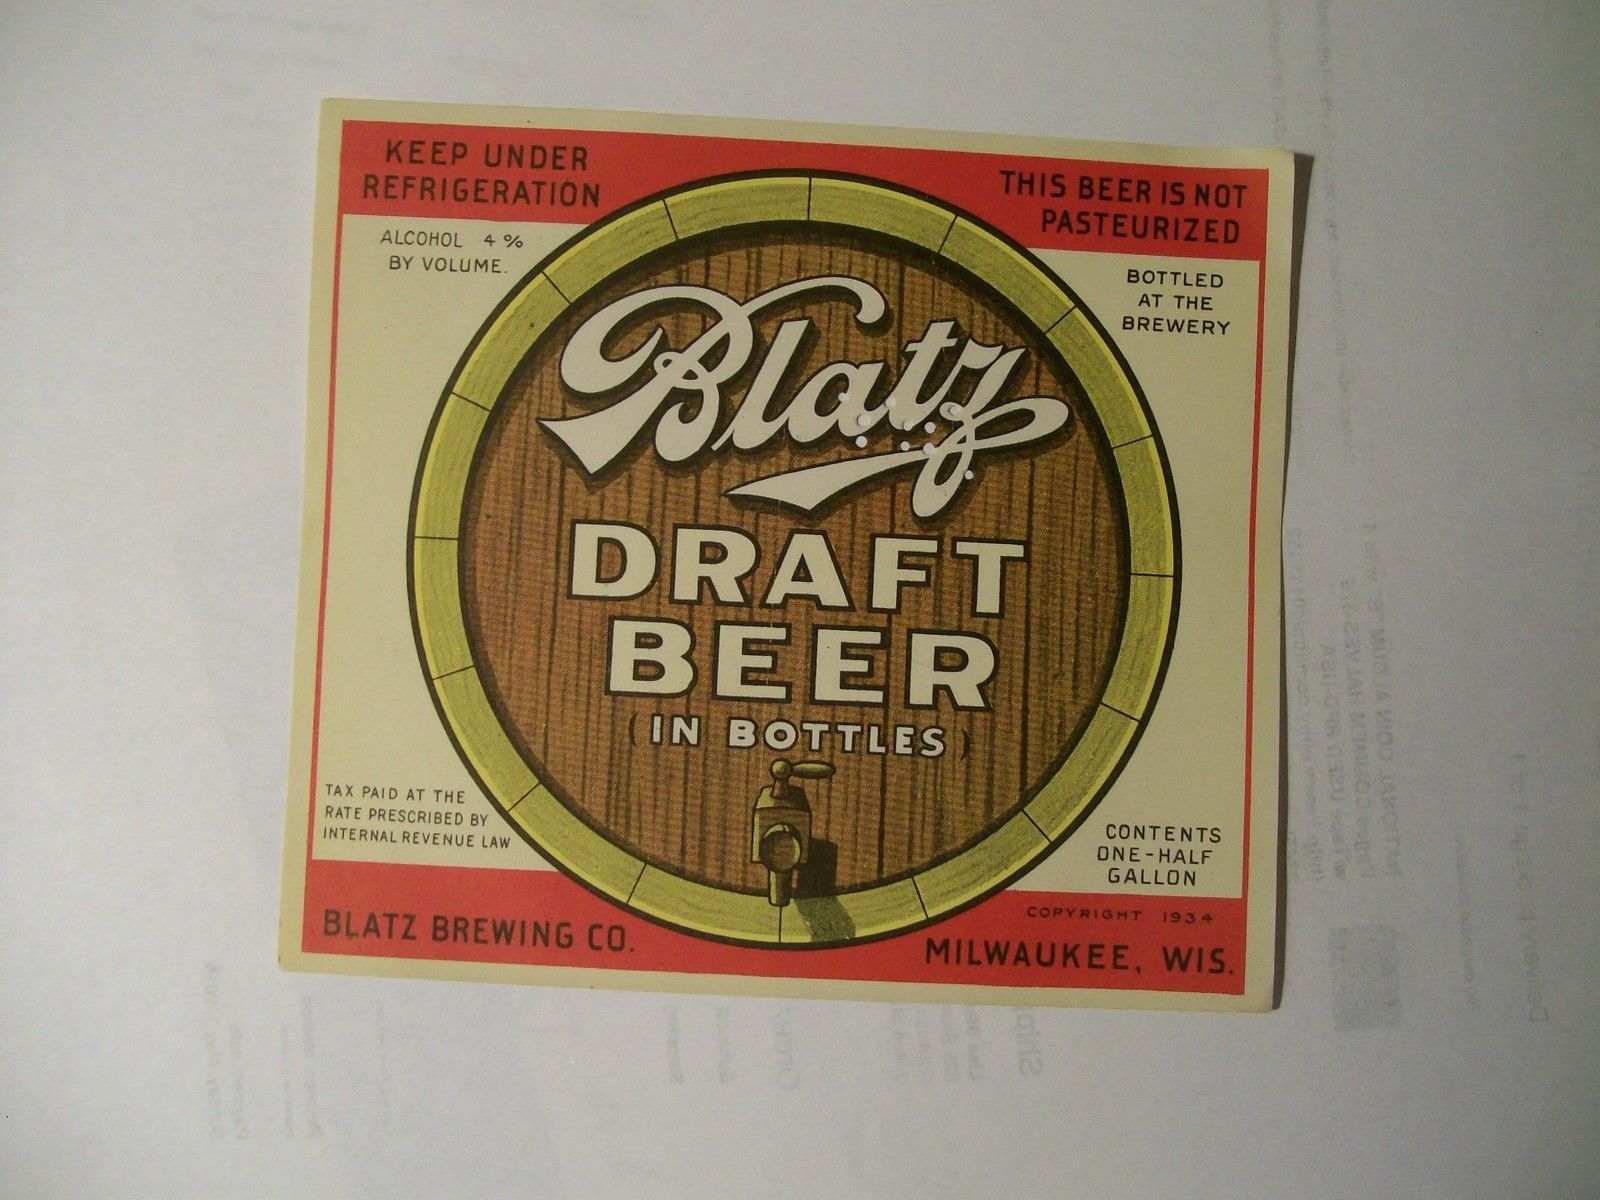 KEEP UNDER
REFRIGERATION
THIS BEER IS NOT
PASTEURIZED
ALCOHOL 4%
BY VOLUME.
BOTTLED
AT THE
BREWERY
Blatz
DRAFT
BEER
(IN BOTTLES)
TAX PAID AT THE
RATE PRESCRIBED BY
INTERNAL REVENUE LAW
CONTENTS
ONE-HALF
GALLON
COPYRIGHT 1934
BLATZ BREWING CO.
MILWAUKEE, WIS.